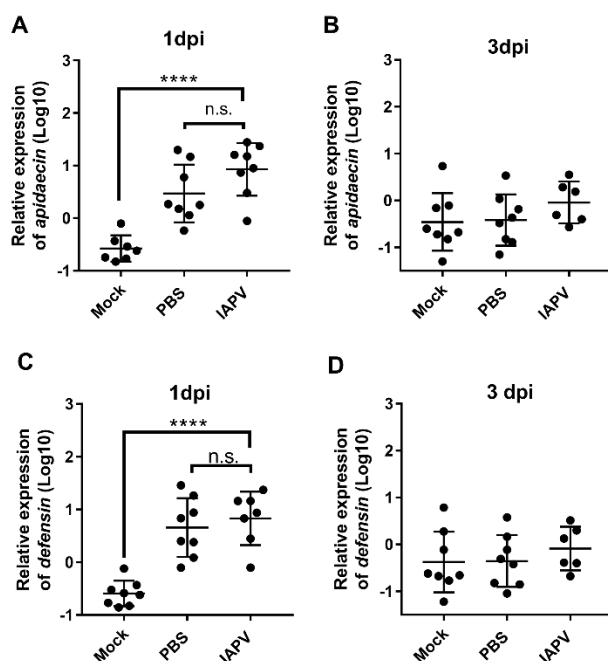 A
1dpi
Relative expression
of apidaecin (Log10)
3
2
1
0
-1
****
n.s.
Mock
PBS
IAPV
B
3dpi
Relative expression
of apidaecin (Log10)
3
2
1
-0
-1
Mock
PBS
IAPV
C
1dpi
Relative expression
of defensin (Log10)
3
2
1
0
-1
****
n.s.
Mock
PBS
IAPV
D
3 dpi
Relative expression
of defensin (Log10)
3
2
1
-0
-1
Mock
PBS
IAPV